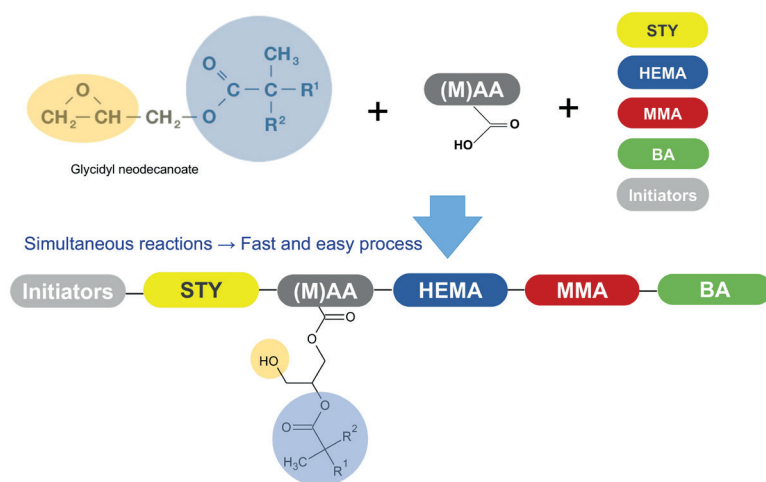 O
CH₂ CH CH₂ O
O CH₃
C C R¹
R²
Glycidyl neodecanoate
+
(M)AA
O
HO
+
STY
HEMA
MMA
BA
Initiators
Simultaneous reactions → Fast and easy process
Initiators STY (M)AA HEMA MMA BA
O
O
HO
O
O
R²
H₃C R¹